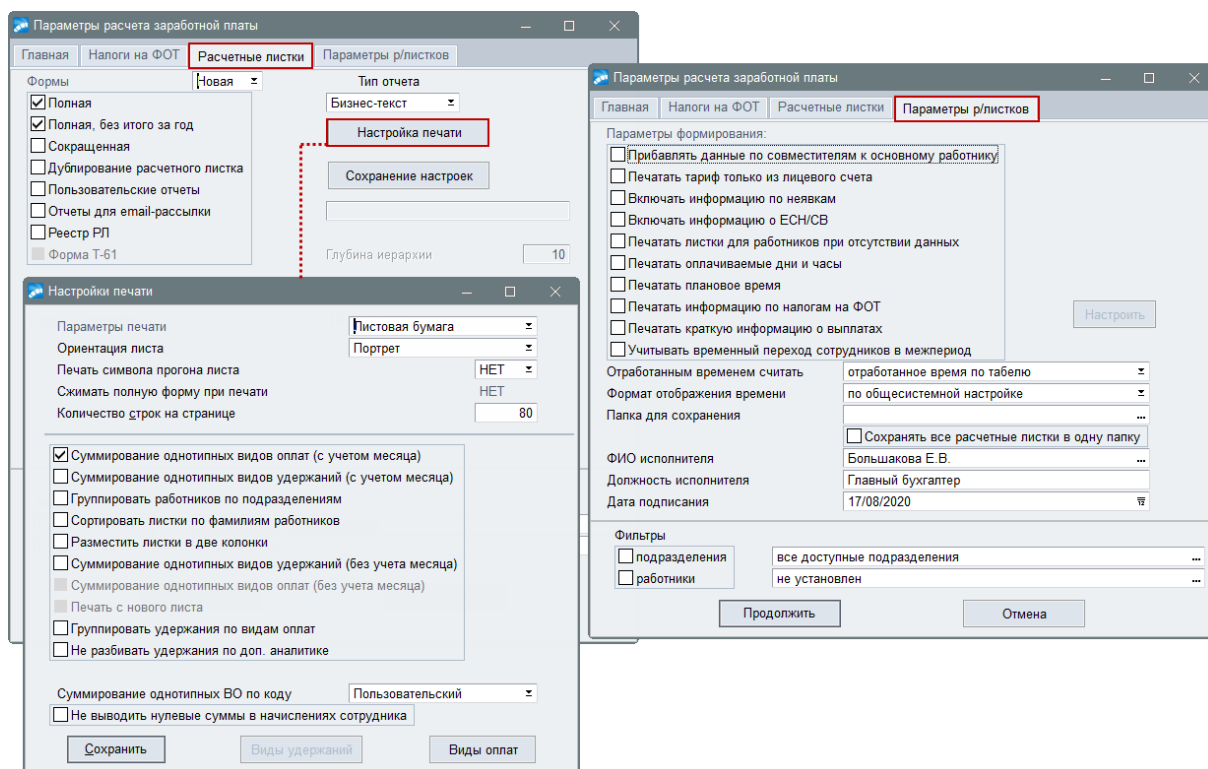 Параметры расчета заработной платы
Главная Налоги на ФОТ Расчетные листки Параметры р/листков
Формы Новая Тип отчета
Полная Бизнес-текст
Полная, без итого за год Настройка печати
Сокращенная
Дублирование расчетного листка Сохранение настроек
Пользовательские отчеты
Отчеты для email-рассылки
Реестр РЛ
Форма Т-61 Глубина иерархии 10
Настройки печати
Параметры печати Листовая бумага
Ориентация листа Портрет
Печать символа прогона листа НЕТ
Сжимать полную форму при печати НЕТ
Количество строк на странице 80
Суммирование однотипных видов оплат (с учетом месяца)
Суммирование однотипных видов удержаний (с учетом месяца)
Группировать работников по подразделениям
Сортировать листки по фамилиям работников
Разместить листки в две колонки
Суммирование однотипных видов удержаний (без учета месяца)
Суммирование однотипных видов оплат (без учета месяца)
Печать с нового листа
Группировать удержания по видам оплат
Не разбивать удержания по доп. аналитике
Суммирование однотипных ВО по коду Пользовательский
Не выводить нулевые суммы в начислениях сотрудника
Сохранить Виды удержаний Виды оплат
Параметры расчета заработной платы
Главная Налоги на ФОТ Расчетные листки Параметры р/листков
Параметры формирования:
Прибавлять данные по совместителям к основному работнику
Печатать тариф только из лицевого счета
Включать информацию по неявкам
Включать информацию о ЕСН/СВ
Печатать листки для работников при отсутствии данных
Печатать оплачиваемые дни и часы
Печатать плановое время
Печатать информацию по налогам на ФОТ Настроить
Печатать краткую информацию о выплатах
Учитывать временный переход сотрудников в межпериод
Отработанным временем считать отработанное время по табелю
Формат отображения времени по общесистемной настройке
Папка для сохранения ...
Сохранять все расчетные листки в одну папку
ФИО исполнителя Большакова Е.В. ...
Должность исполнителя Главный бухгалтер
Дата подписания 17/08/2020
Фильтры
подразделения все доступные подразделения ...
работники не установлен ...
Продолжить Отмена